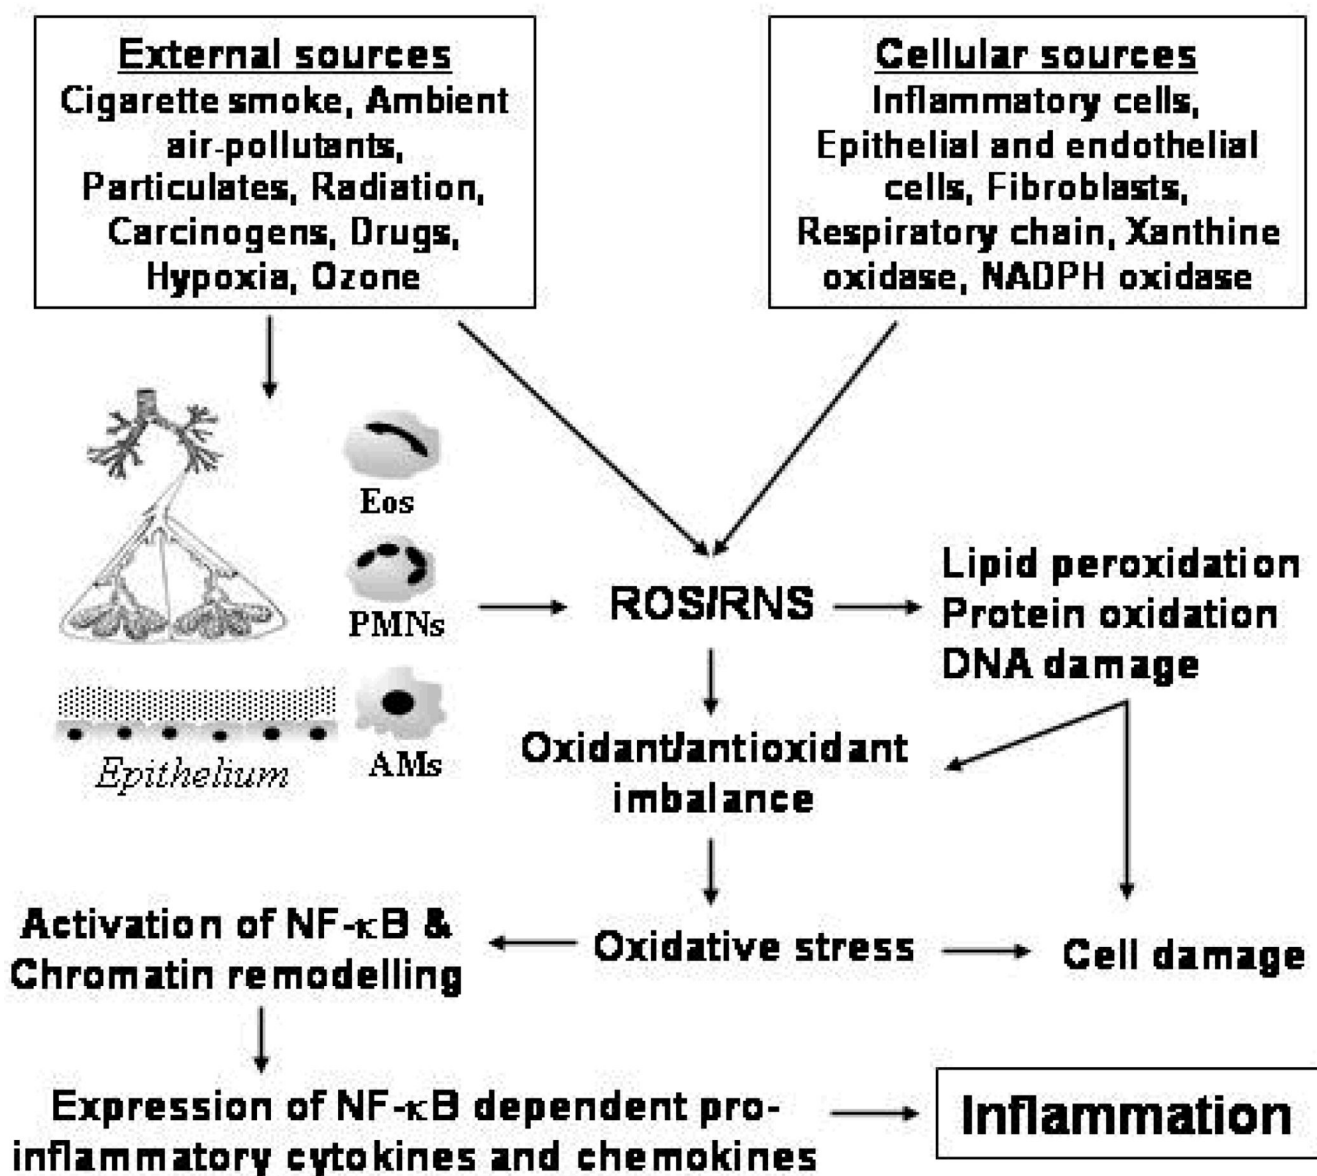 External sources
Cigarette smoke, Ambient
air-pollutants,
Particulates, Radiation,
Carcinogens, Drugs,
Hypoxia, Ozone
Cellular sources
Inflammatory cells,
Epithelial and endothelial
cells, Fibroblasts,
Respiratory chain, Xanthine
oxidase, NADPH oxidase
Eos
PMNs
AMs
Epithelium
ROS/RNS
Lipid peroxidation
Protein oxidation
DNA damage
Oxidant/antioxidant
imbalance
Activation of NF-κB &
Chromatin remodelling
Oxidative stress
Cell damage
Expression of NF-κB dependent pro-
inflammatory cytokines and chemokines
Inflammation